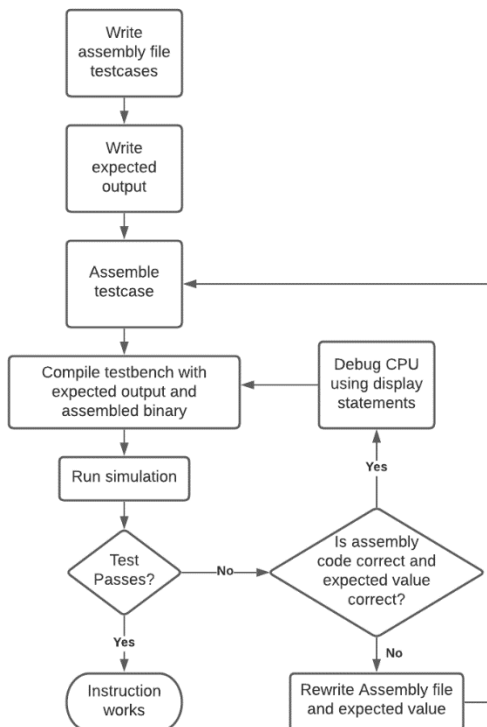 Write
assembly file
testcases
Write
expected
output
Assemble
testcase
Compile testbench with
expected output and
assembled binary
Debug CPU
using display
statements
Yes
Run simulation
Test
Passes?
No
Is assembly
code correct and
expected value
correct?
Yes
No
Instruction
works
Rewrite Assembly file
and expected value